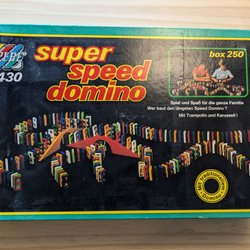 430
super
speed
domino
box 250
Spiel und Spaß für die ganze Familie
Wer baut den längsten Speed Domino?
Mit Trampolin und Karussell!
Domino